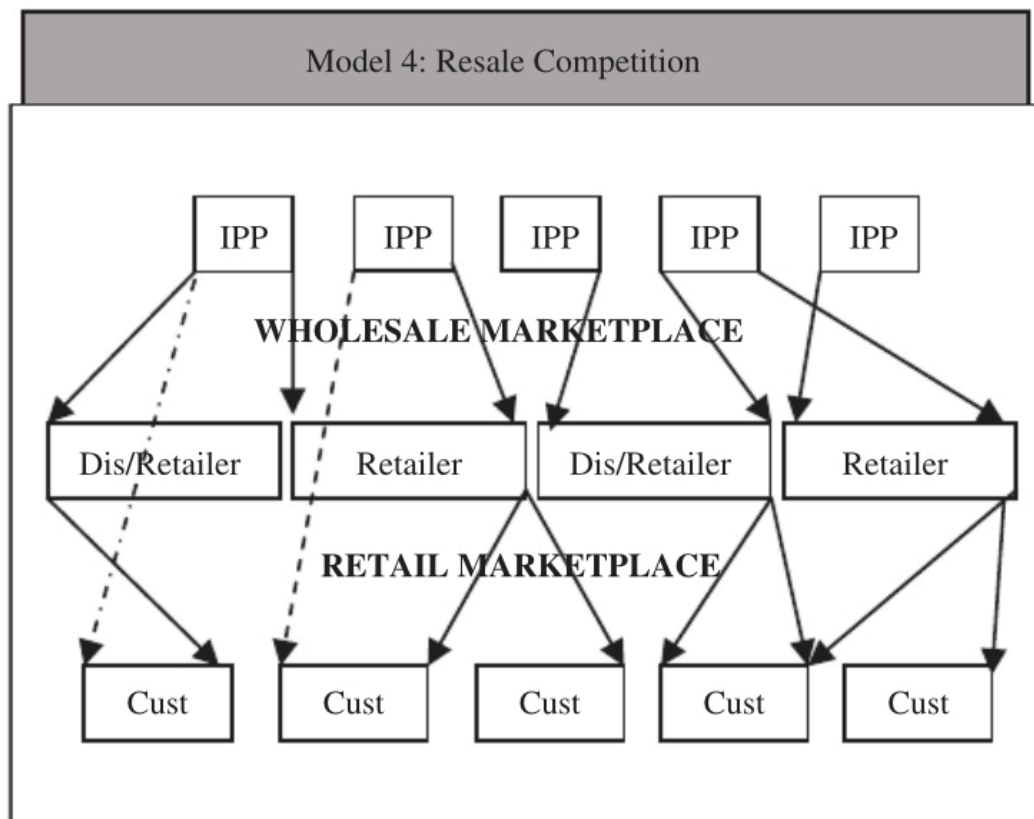 Model 4: Resale Competition
IPP IPP IPP IPP IPP
WHOLESALE MARKETPLACE
Dis/Retailer Retailer Dis/Retailer Retailer
RETAIL MARKETPLACE
Cust Cust Cust Cust Cust